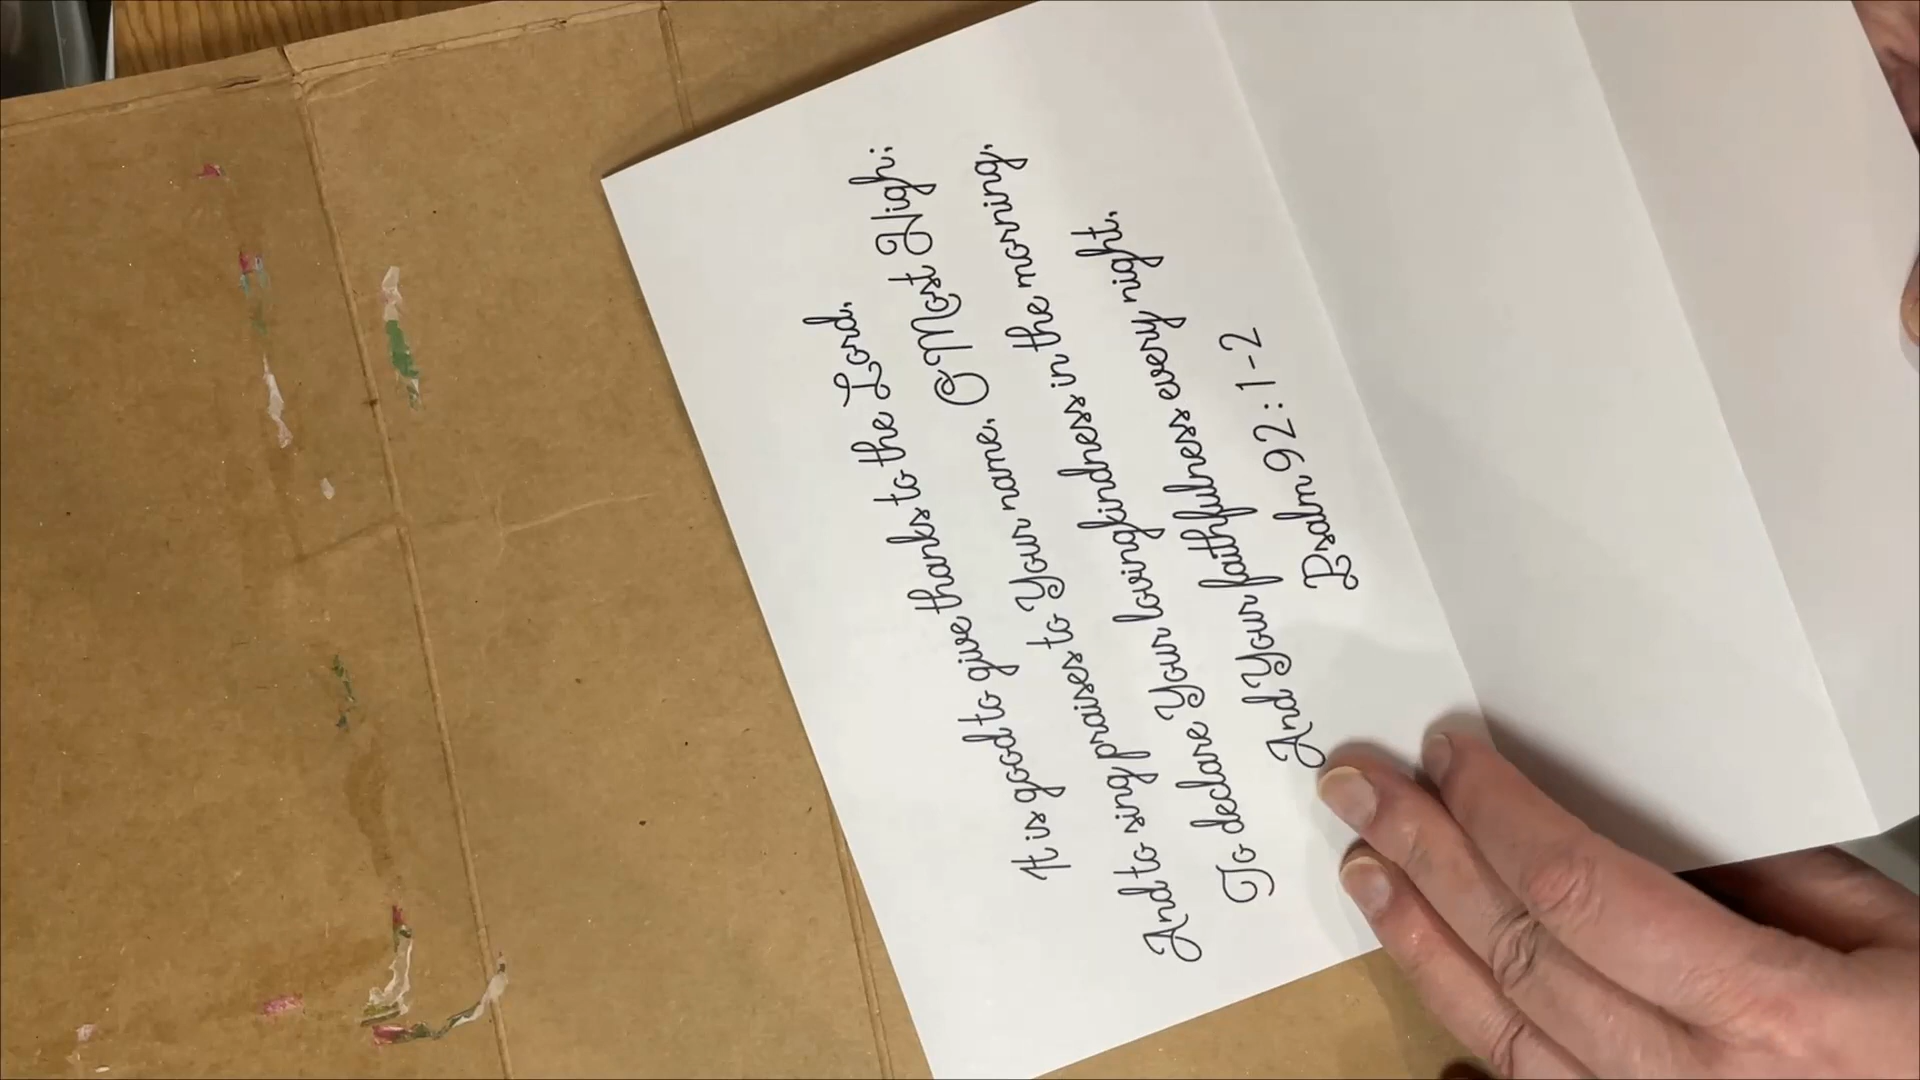 It is good to give thanks to the Lord,
And to sing praises to Your name, O Most High;
To declare Your lovingkindness in the morning,
And Your faithfulness every night,
Psalm 92:1-2